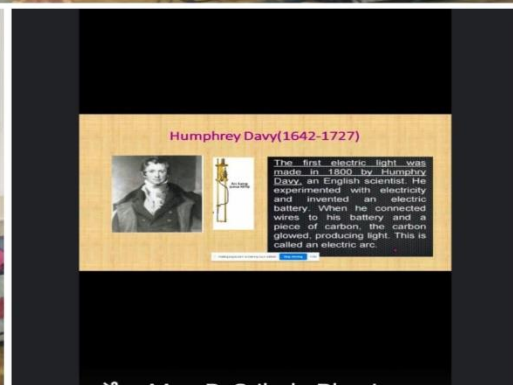 Humphrey Davy(1642-1727)
The first electric light was
made in 1800 by Humphry
Davy, an English scientist. He
experimented with electricity
and invented an electric
battery. When he connected
wires to his battery and a
piece of carbon, the carbon
glowed, producing light. This is
called an electric arc.